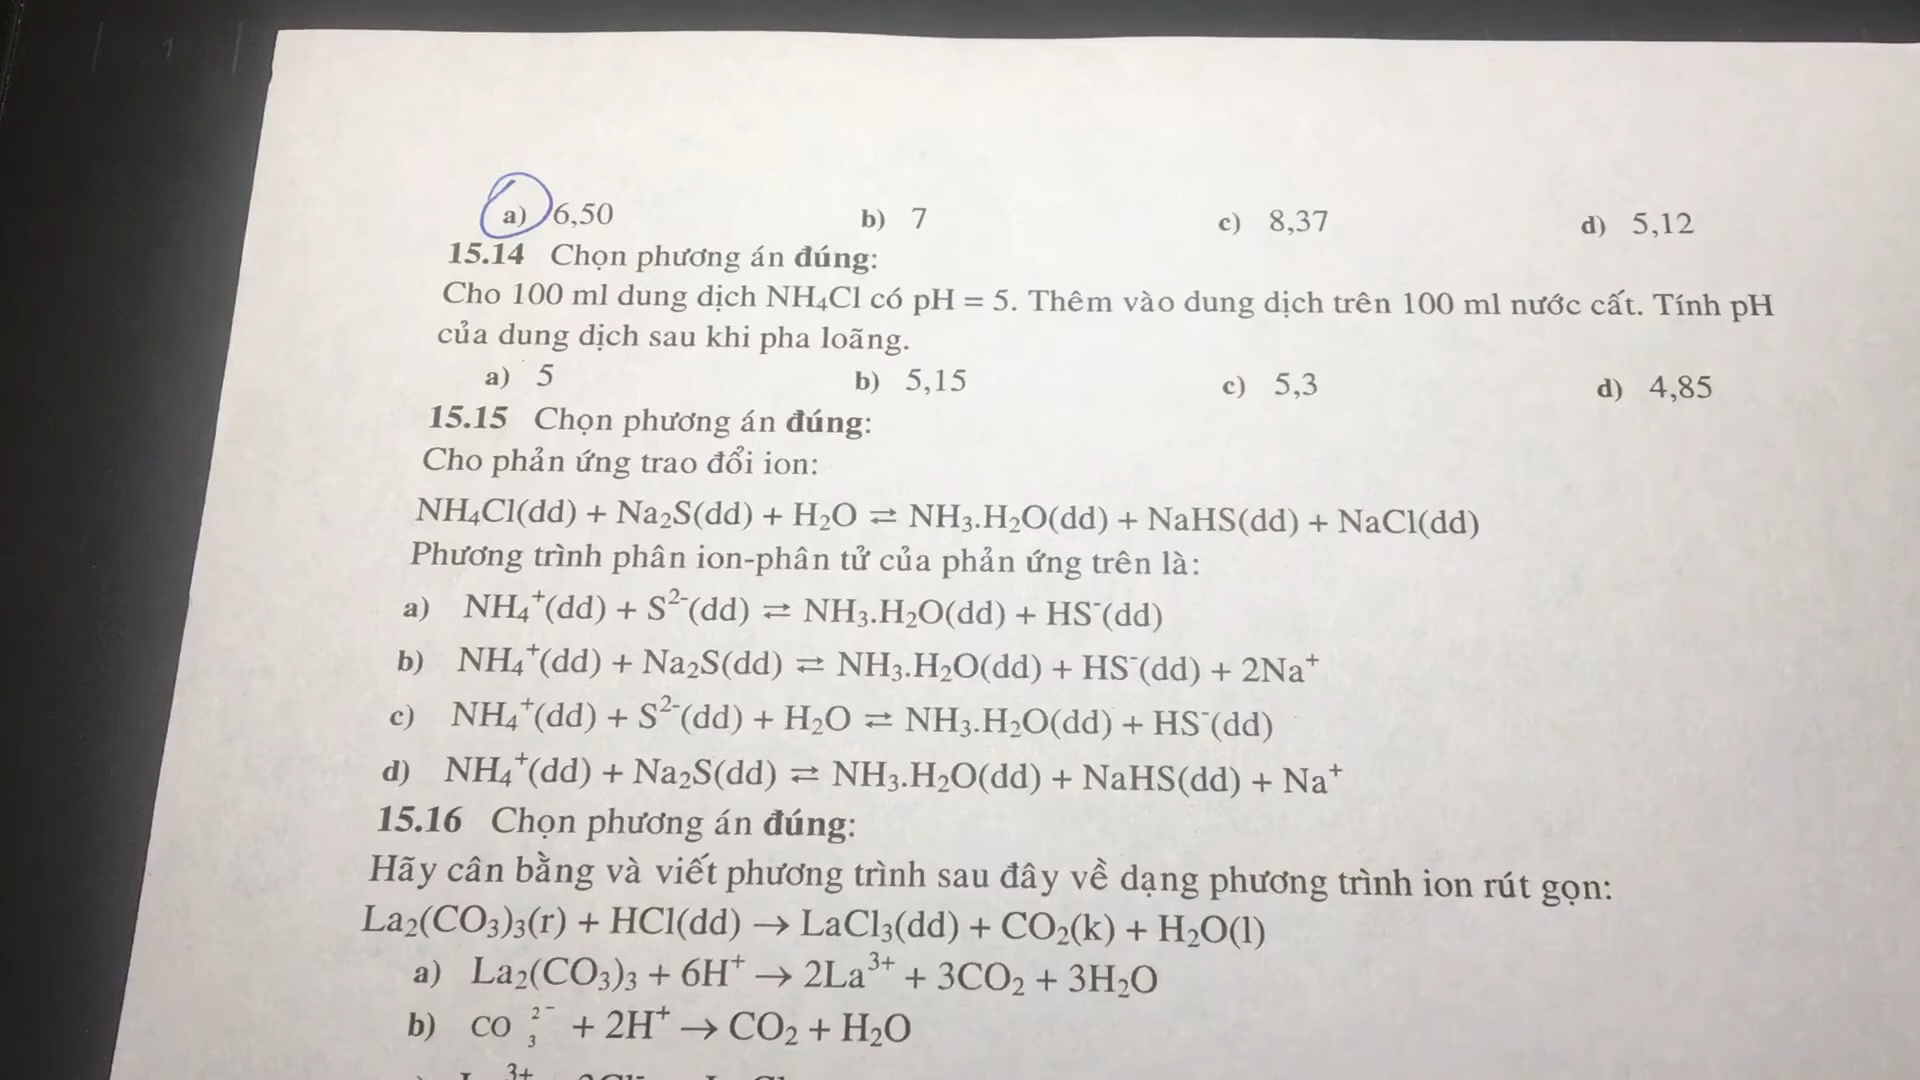 a) 6,50 b) 7 c) 8,37 d) 5,12
15.14 Chọn phương án đúng:
Cho 100 ml dung dịch NH₄Cl có pH = 5. Thêm vào dung dịch trên 100 ml nước cất. Tính pH
của dung dịch sau khi pha loãng.
a) 5 b) 5,15 c) 5,3 d) 4,85
15.15 Chọn phương án đúng:
Cho phản ứng trao đổi ion:
NH₄Cl(dd) + Na₂S(dd) + H₂O ⇌ NH₃.H₂O(dd) + NaHS(dd) + NaCl(dd)
Phương trình phân ion-phân tử của phản ứng trên là:
a) NH₄⁺(dd) + S²⁻(dd) ⇌ NH₃.H₂O(dd) + HS⁻(dd)
b) NH₄⁺(dd) + Na₂S(dd) ⇌ NH₃.H₂O(dd) + HS⁻(dd) + 2Na⁺
c) NH₄⁺(dd) + S²⁻(dd) + H₂O ⇌ NH₃.H₂O(dd) + HS⁻(dd)
d) NH₄⁺(dd) + Na₂S(dd) ⇌ NH₃.H₂O(dd) + NaHS(dd) + Na⁺
15.16 Chọn phương án đúng:
Hãy cân bằng và viết phương trình sau đây về dạng phương trình ion rút gọn:
La₂(CO₃)₃(r) + HCl(dd) → LaCl₃(dd) + CO₂(k) + H₂O(l)
a) La₂(CO₃)₃ + 6H⁺ → 2La³⁺ + 3CO₂ + 3H₂O
b) CO₃²⁻ + 2H⁺ → CO₂ + H₂O